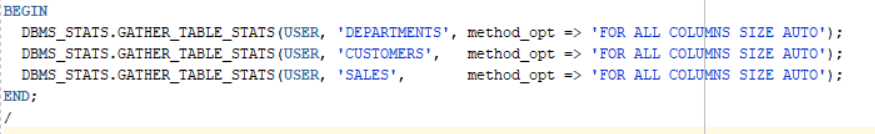 BEGIN
  DBMS_STATS.GATHER_TABLE_STATS(USER, 'DEPARTMENTS', method_opt => 'FOR ALL COLUMNS SIZE AUTO');
  DBMS_STATS.GATHER_TABLE_STATS(USER, 'CUSTOMERS',   method_opt => 'FOR ALL COLUMNS SIZE AUTO');
  DBMS_STATS.GATHER_TABLE_STATS(USER, 'SALES',       method_opt => 'FOR ALL COLUMNS SIZE AUTO');
END;
/